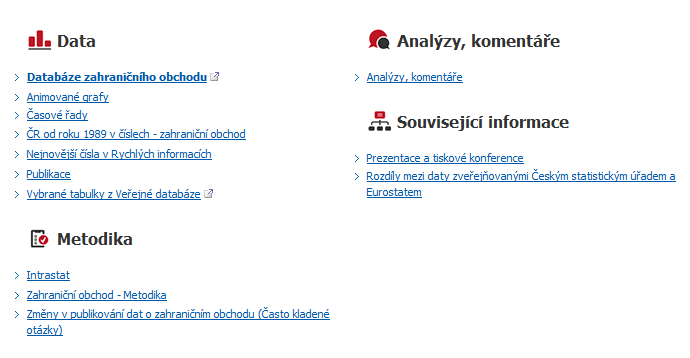 Data
Databáze zahraničního obchodu
Animované grafy
Časové řady
ČR od roku 1989 v číslech - zahraniční obchod
Nejnovější čísla v Rychlých informacích
Publikace
Vybrané tabulky z Veřejné databáze
Metodika
Intrastat
Zahraniční obchod - Metodika
Změny v publikování dat o zahraničním obchodu (Často kladené
otázky)
Analýzy, komentáře
Analýzy, komentáře
Související informace
Prezentace a tiskové konference
Rozdíly mezi daty zveřejňovanými Českým statistickým úřadem a
Eurostatem